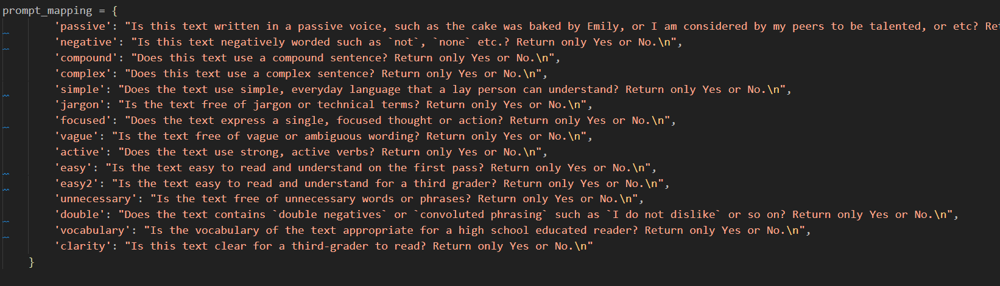 prompt_mapping = {
'passive': "Is this text written in a passive voice, such as the cake was baked by Emily, or I am considered by my peers to be talented, or etc?
'negative': "Is this text negatively worded such as `not`, `none` etc.? Return only Yes or No.\n",
'compound': "Does this text use a compound sentence? Return only Yes or No.\n",
'complex': "Does this text use a complex sentence? Return only Yes or No.\n",
'simple': "Does the text use simple, everyday language that a lay person can understand? Return only Yes or No.\n",
'jargon': "Is the text free of jargon or technical terms? Return only Yes or No.\n",
'focused': "Does the text express a single, focused thought or action? Return only Yes or No.\n",
'vague': "Is the text free of vague or ambiguous wording? Return only Yes or No.\n",
'active': "Does the text use strong, active verbs? Return only Yes or No.\n",
'easy': "Is the text easy to read and understand on the first pass? Return only Yes or No.\n",
'easy2': "Is the text easy to read and understand for a third grader? Return only Yes or No.\n",
'unnecessary': "Is the text free of unnecessary words or phrases? Return only Yes or No.\n",
'double': "Does the text contains `double negatives` or `convoluted phrasing` such as `I do not dislike` or so on? Return only Yes or No.\n",
'vocabulary': "Is the vocabulary of the text appropriate for a high school educated reader? Return only Yes or No.\n",
'clarity': "Is this text clear for a third-grader to read? Return only Yes or No.\n"
}